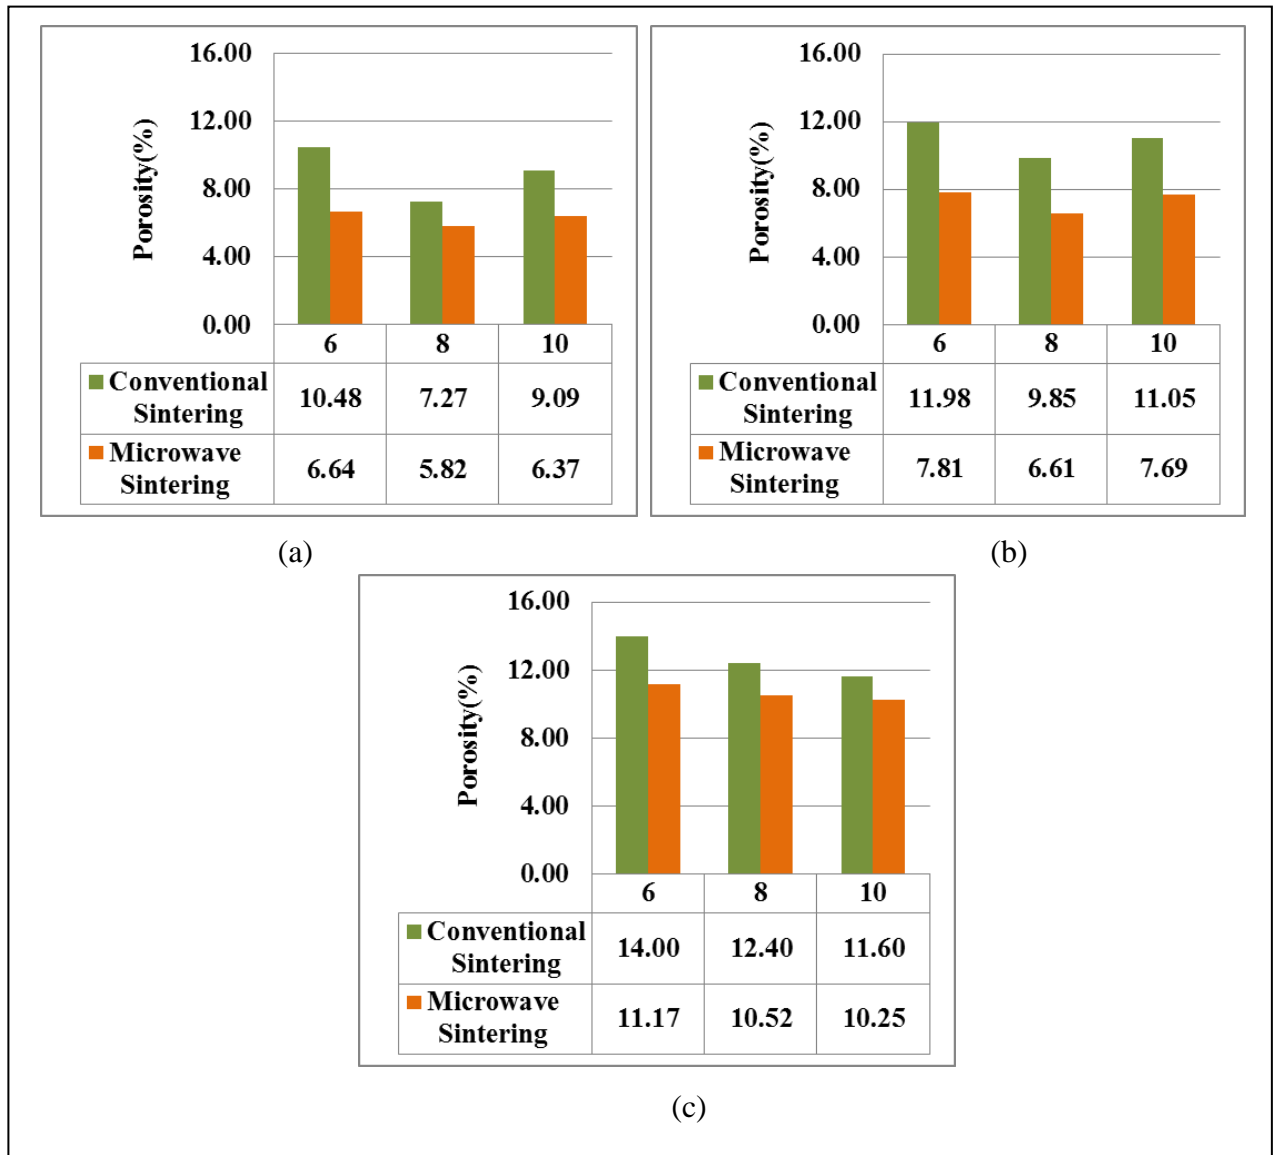 16.00
12.00
8.00
4.00
0.00
Porosity(%)
6 8 10
Conventional
Sintering
10.48 7.27 9.09
Microwave
Sintering
6.64 5.82 6.37
(a)
16.00
12.00
8.00
4.00
0.00
Porosity(%)
6 8 10
Conventional
Sintering
11.98 9.85 11.05
Microwave
Sintering
7.81 6.61 7.69
(b)
16.00
12.00
8.00
4.00
0.00
Porosity(%)
6 8 10
Conventional
Sintering
14.00 12.40 11.60
Microwave
Sintering
11.17 10.52 10.25
(c)